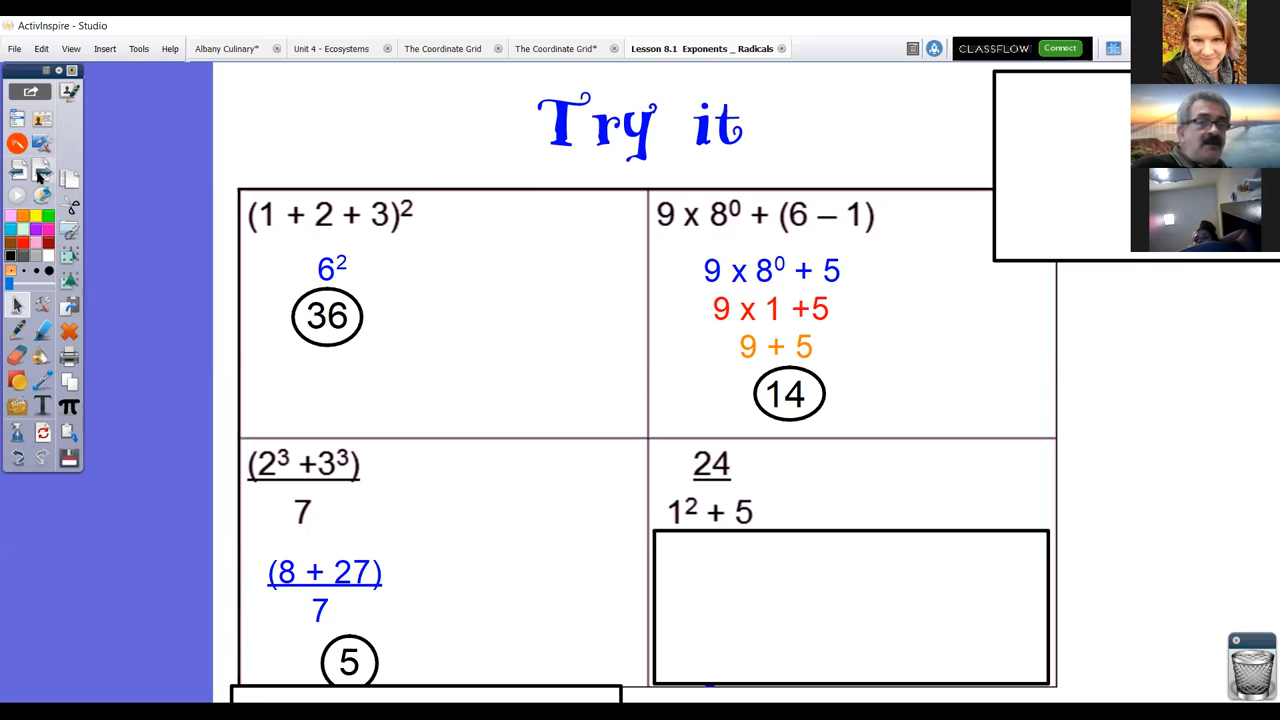 ActivInspire - Studio
File Edit View Insert Tools Help Albany Culinary* Unit 4 - Ecosystems The Coordinate Grid The Coordinate Grid* Lesson 8.1 Exponents _ Radicals CLASSFLOW Connect
Try it
(1 + 2 + 3)²
6²
36
9 x 8⁰ + (6 – 1)
9 x 8⁰ + 5
9 x 1 +5
9 + 5
14
(2³ +3³)
7
(8 + 27)
7
5
24
1² + 5